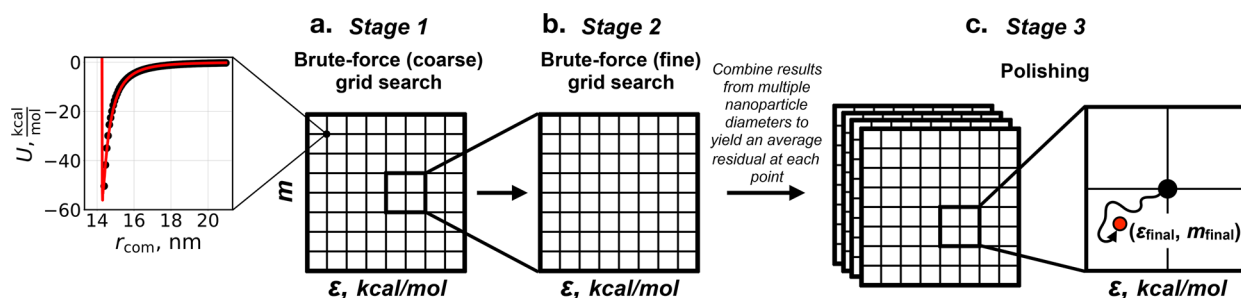 a. Stage 1
Brute-force (coarse)
grid search
0
−20
−40
−60
U, kcal/mol
14 16 18 20
r_com, nm
m
ε, kcal/mol
b. Stage 2
Brute-force (fine)
grid search
ε, kcal/mol
Combine results
from multiple
nanoparticle
diameters to
yield an average
residual at each
point
c. Stage 3
Polishing
(ε_final, m_final)
ε, kcal/mol
ε, kcal/mol